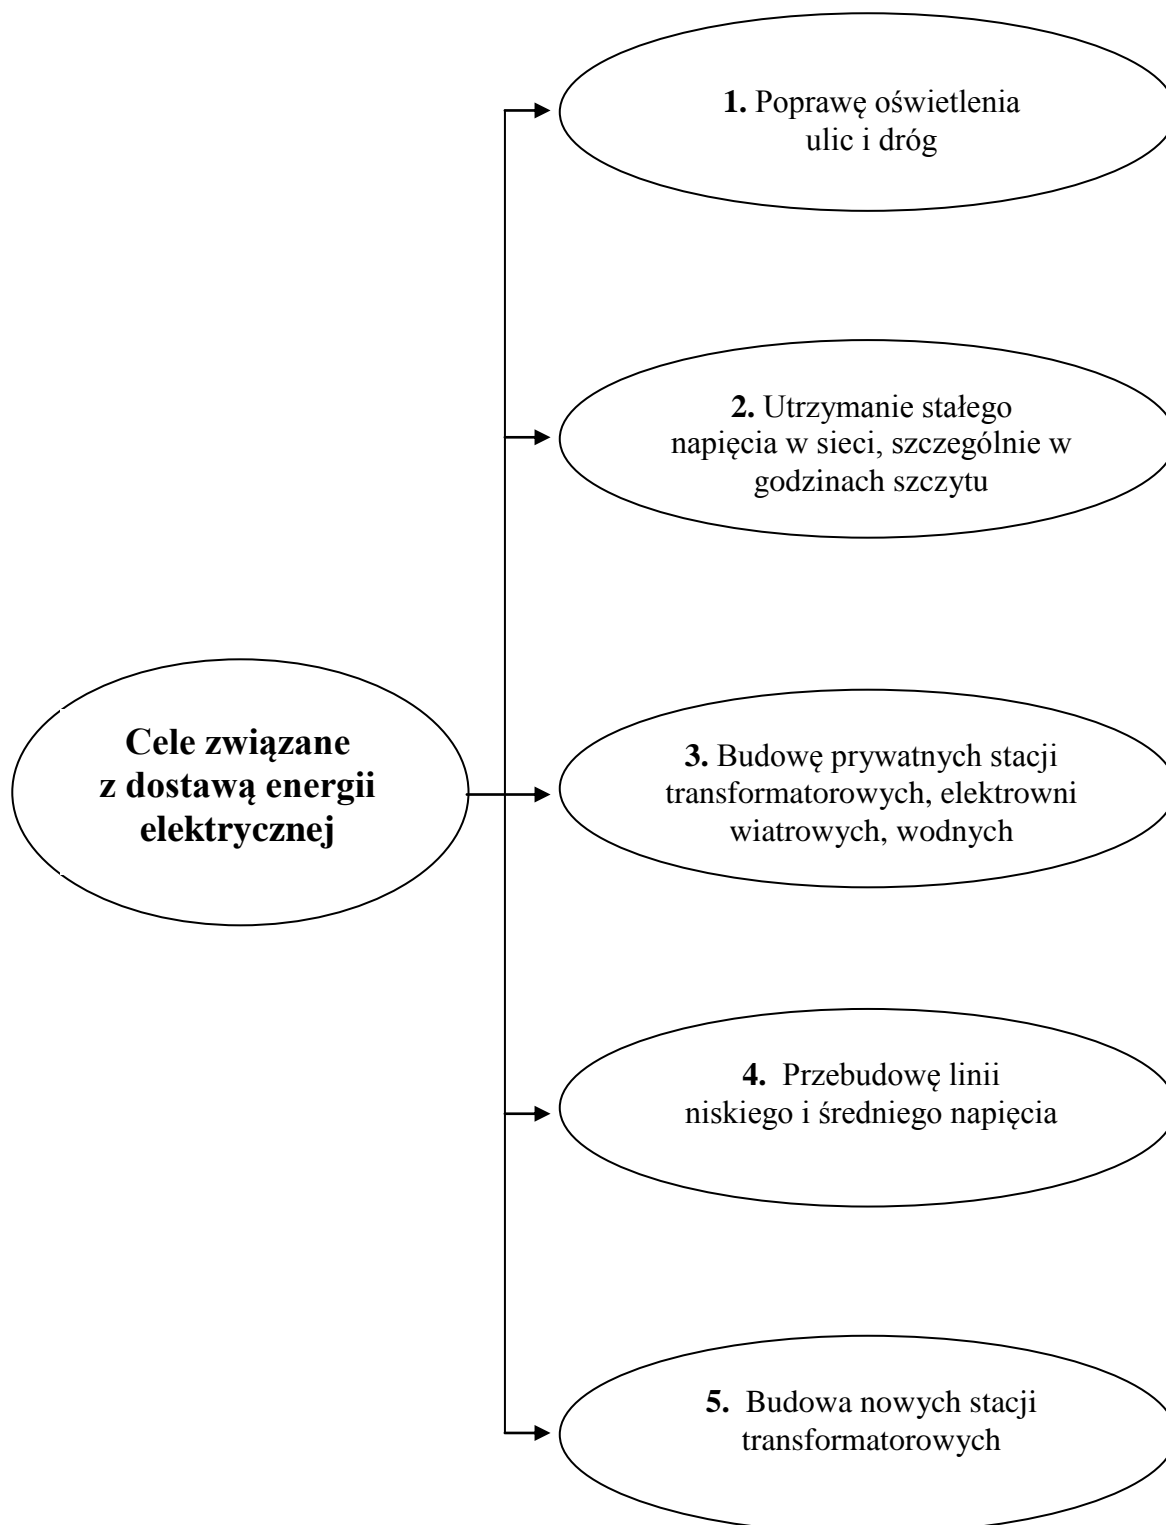 1. Poprawę oświetlenia
ulic i dróg
2. Utrzymanie stałego
napięcia w sieci, szczególnie w
godzinach szczytu
Cele związane
z dostawą energii
elektrycznej
3. Budowę prywatnych stacji
transformatorowych, elektrowni
wiatrowych, wodnych
4. Przebudowę linii
niskiego i średniego napięcia
5. Budowa nowych stacji
transformatorowych